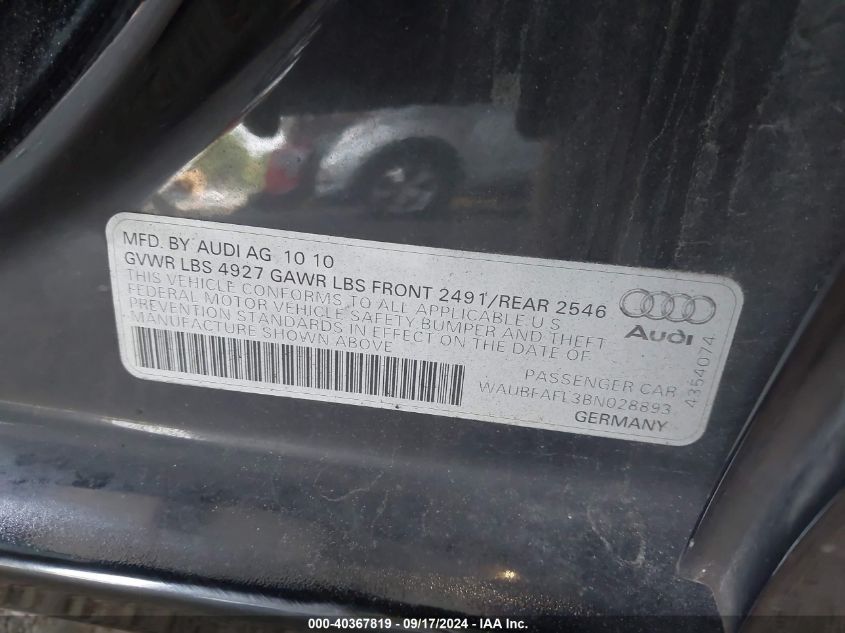 MFD. BY AUDI AG 10 10
GVWR LBS 4927 GAWR LBS FRONT 2491/REAR 2546
THIS VEHICLE CONFORMS TO ALL APPLICABLE U S
FEDERAL MOTOR VEHICLE SAFETY,BUMPER AND THEFT
PREVENTION STANDARDS IN EFFECT ON THE DATE OF
MANUFACTURE SHOWN ABOVE
Audi
4354074
PASSENGER CAR
WAUBFAFL3BN028893
GERMANY
000-40367819 - 09/17/2024 - IAAI.com